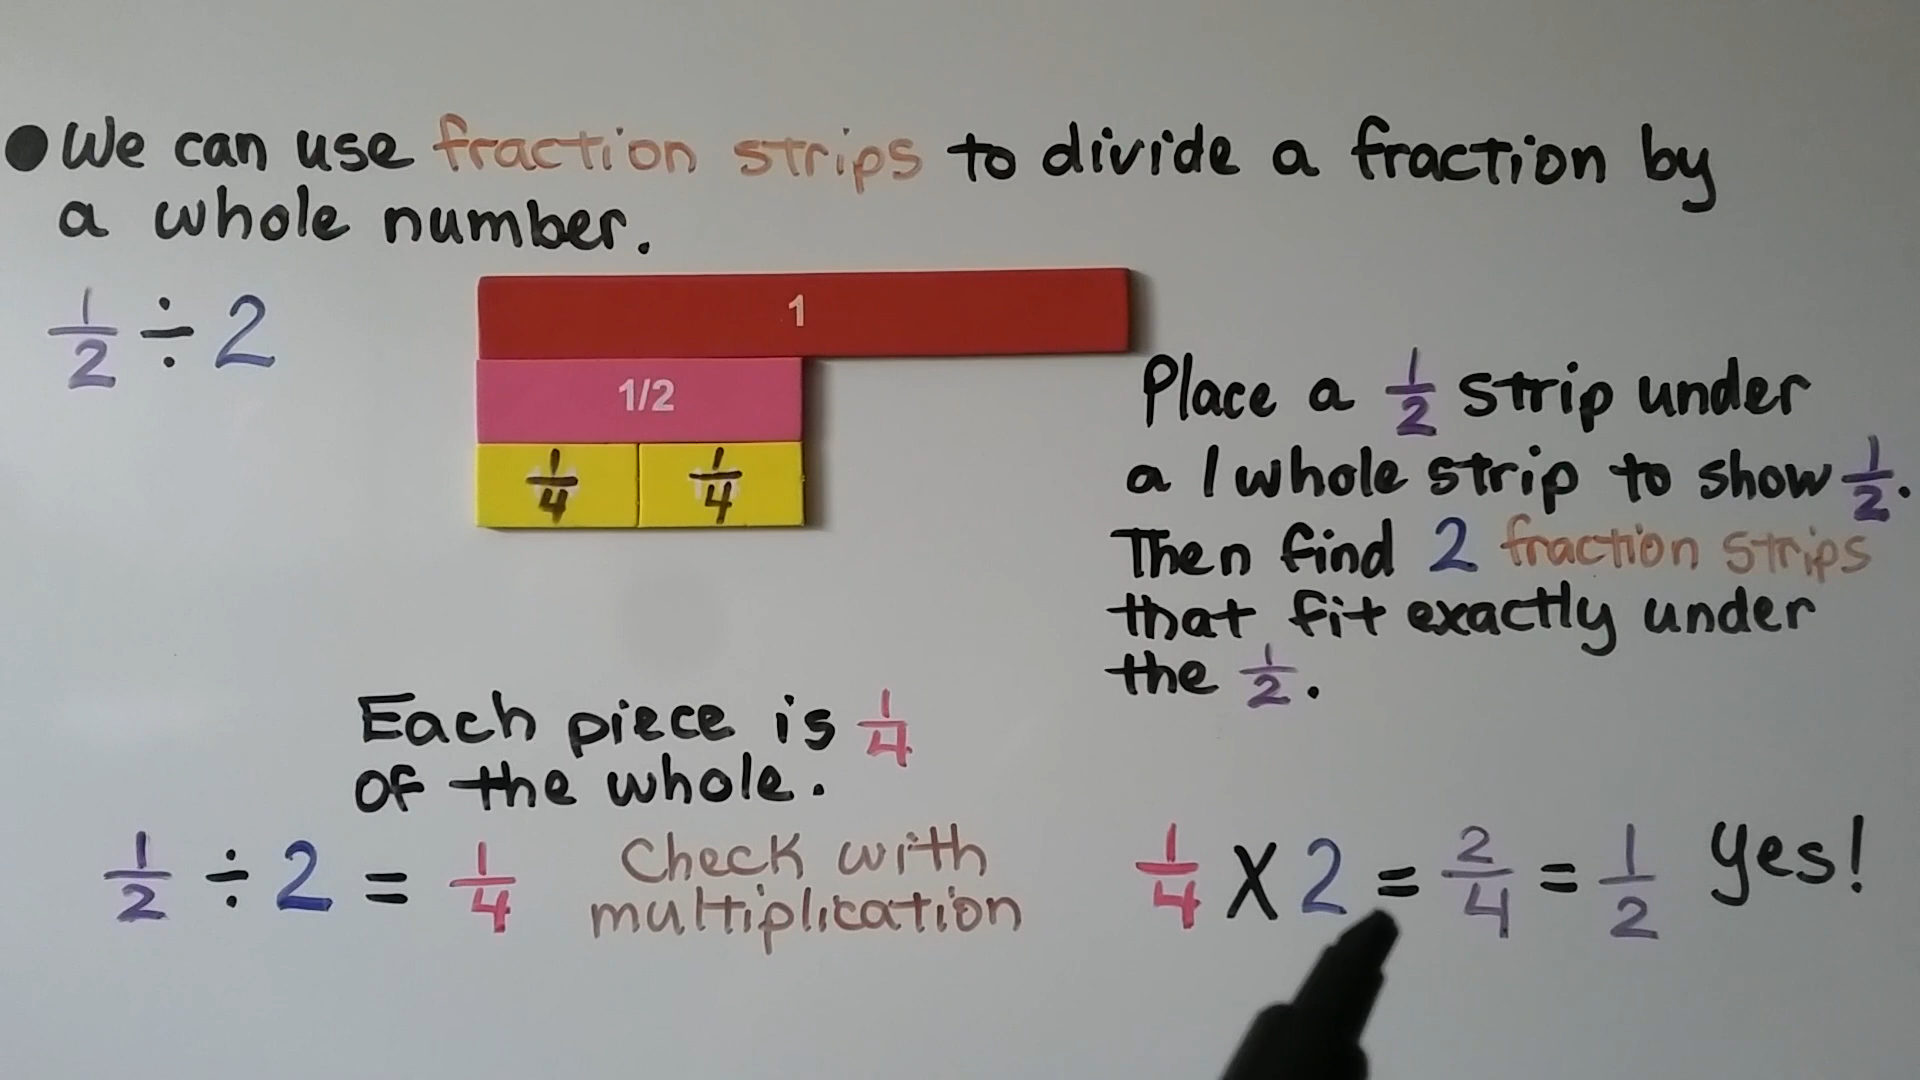 ● We can use fraction strips to divide a fraction by
a whole number.
1/2 ÷ 2
1
1/2
1/4 1/4
Place a 1/2 strip under
a 1 whole strip to show 1/2.
Then find 2 fraction strips
that fit exactly under
the 1/2.
Each piece is 1/4
of the whole.
1/2 ÷ 2 = 1/4
Check with
multiplication
1/4 X 2 = 2/4 = 1/2 Yes!